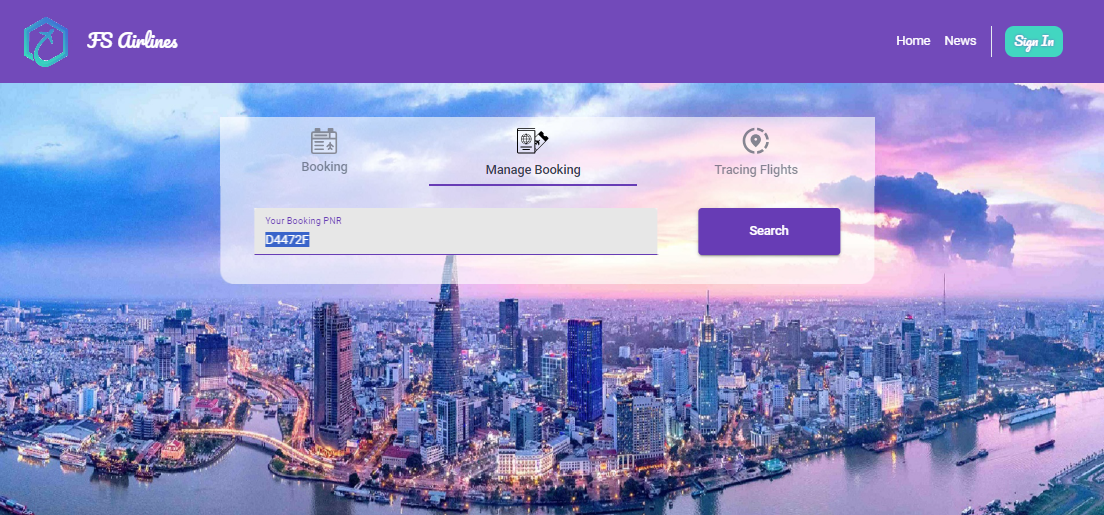 FS Airlines
Home News Sign In
Booking Manage Booking Tracing Flights
Your Booking PNR
D4472F
Search